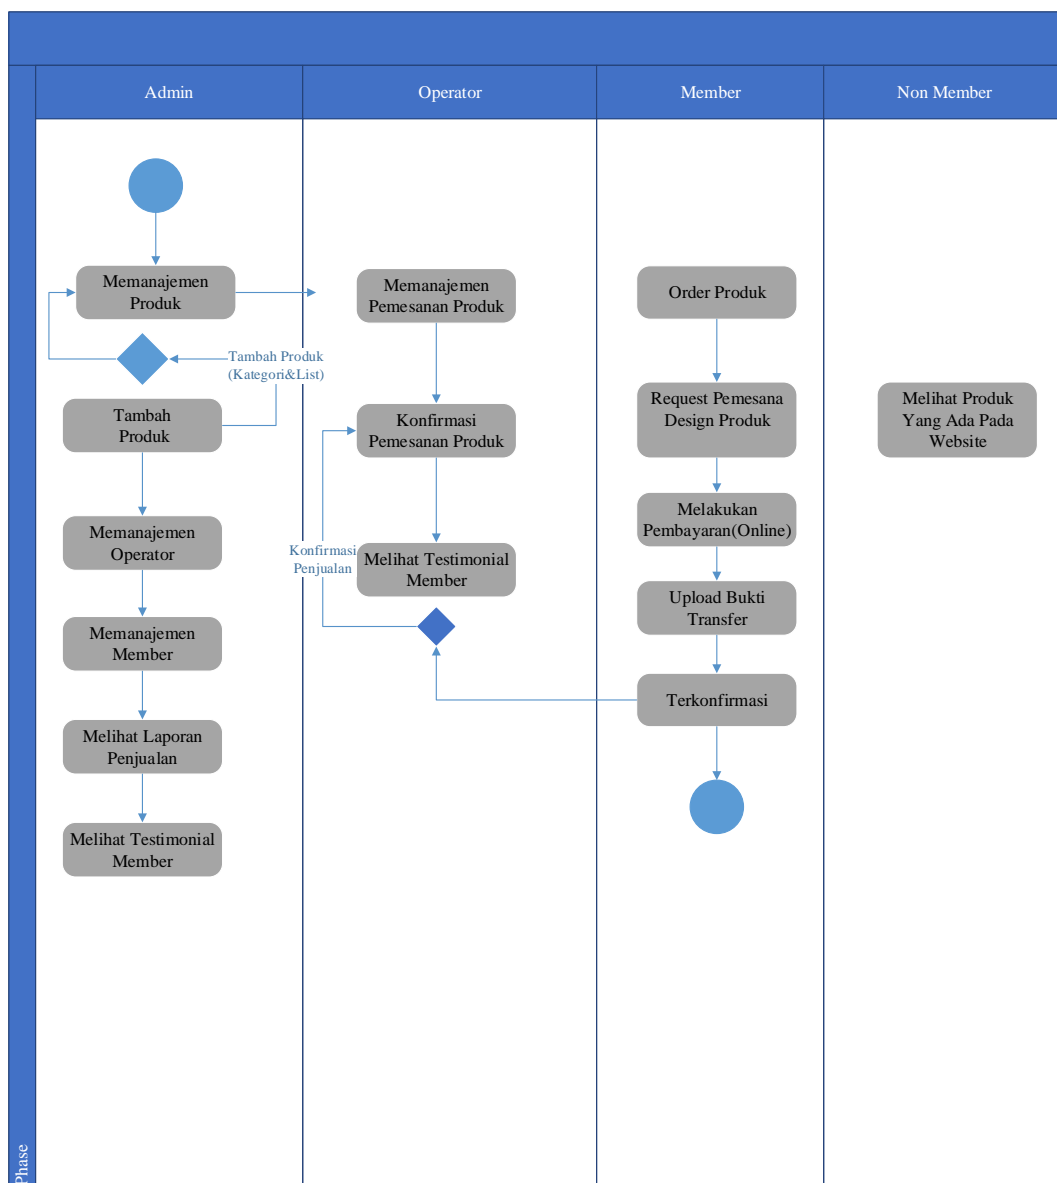 Admin
Operator
Member
Non Member
Memanajemen
Produk
Tambah Produk
(Kategori&List)
Tambah
Produk
Memanajemen
Operator
Memanajemen
Member
Melihat Laporan
Penjualan
Melihat Testimonial
Member
Memanajemen
Pemesanan Produk
Konfirmasi
Pemesanan Produk
Konfirmasi
Penjualan
Melihat Testimonial
Member
Order Produk
Request Pemesana
Design Produk
Melakukan
Pembayaran(Online)
Upload Bukti
Transfer
Terkonfirmasi
Melihat Produk
Yang Ada Pada
Website
Phase